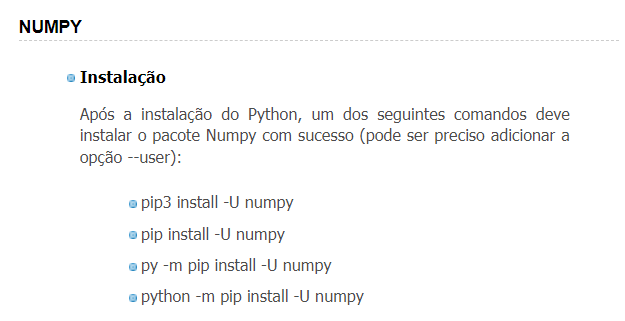 NUMPY
Instalação
Após a instalação do Python, um dos seguintes comandos deve
instalar o pacote Numpy com sucesso (pode ser preciso adicionar a
opção --user):
pip3 install -U numpy
pip install -U numpy
py -m pip install -U numpy
python -m pip install -U numpy